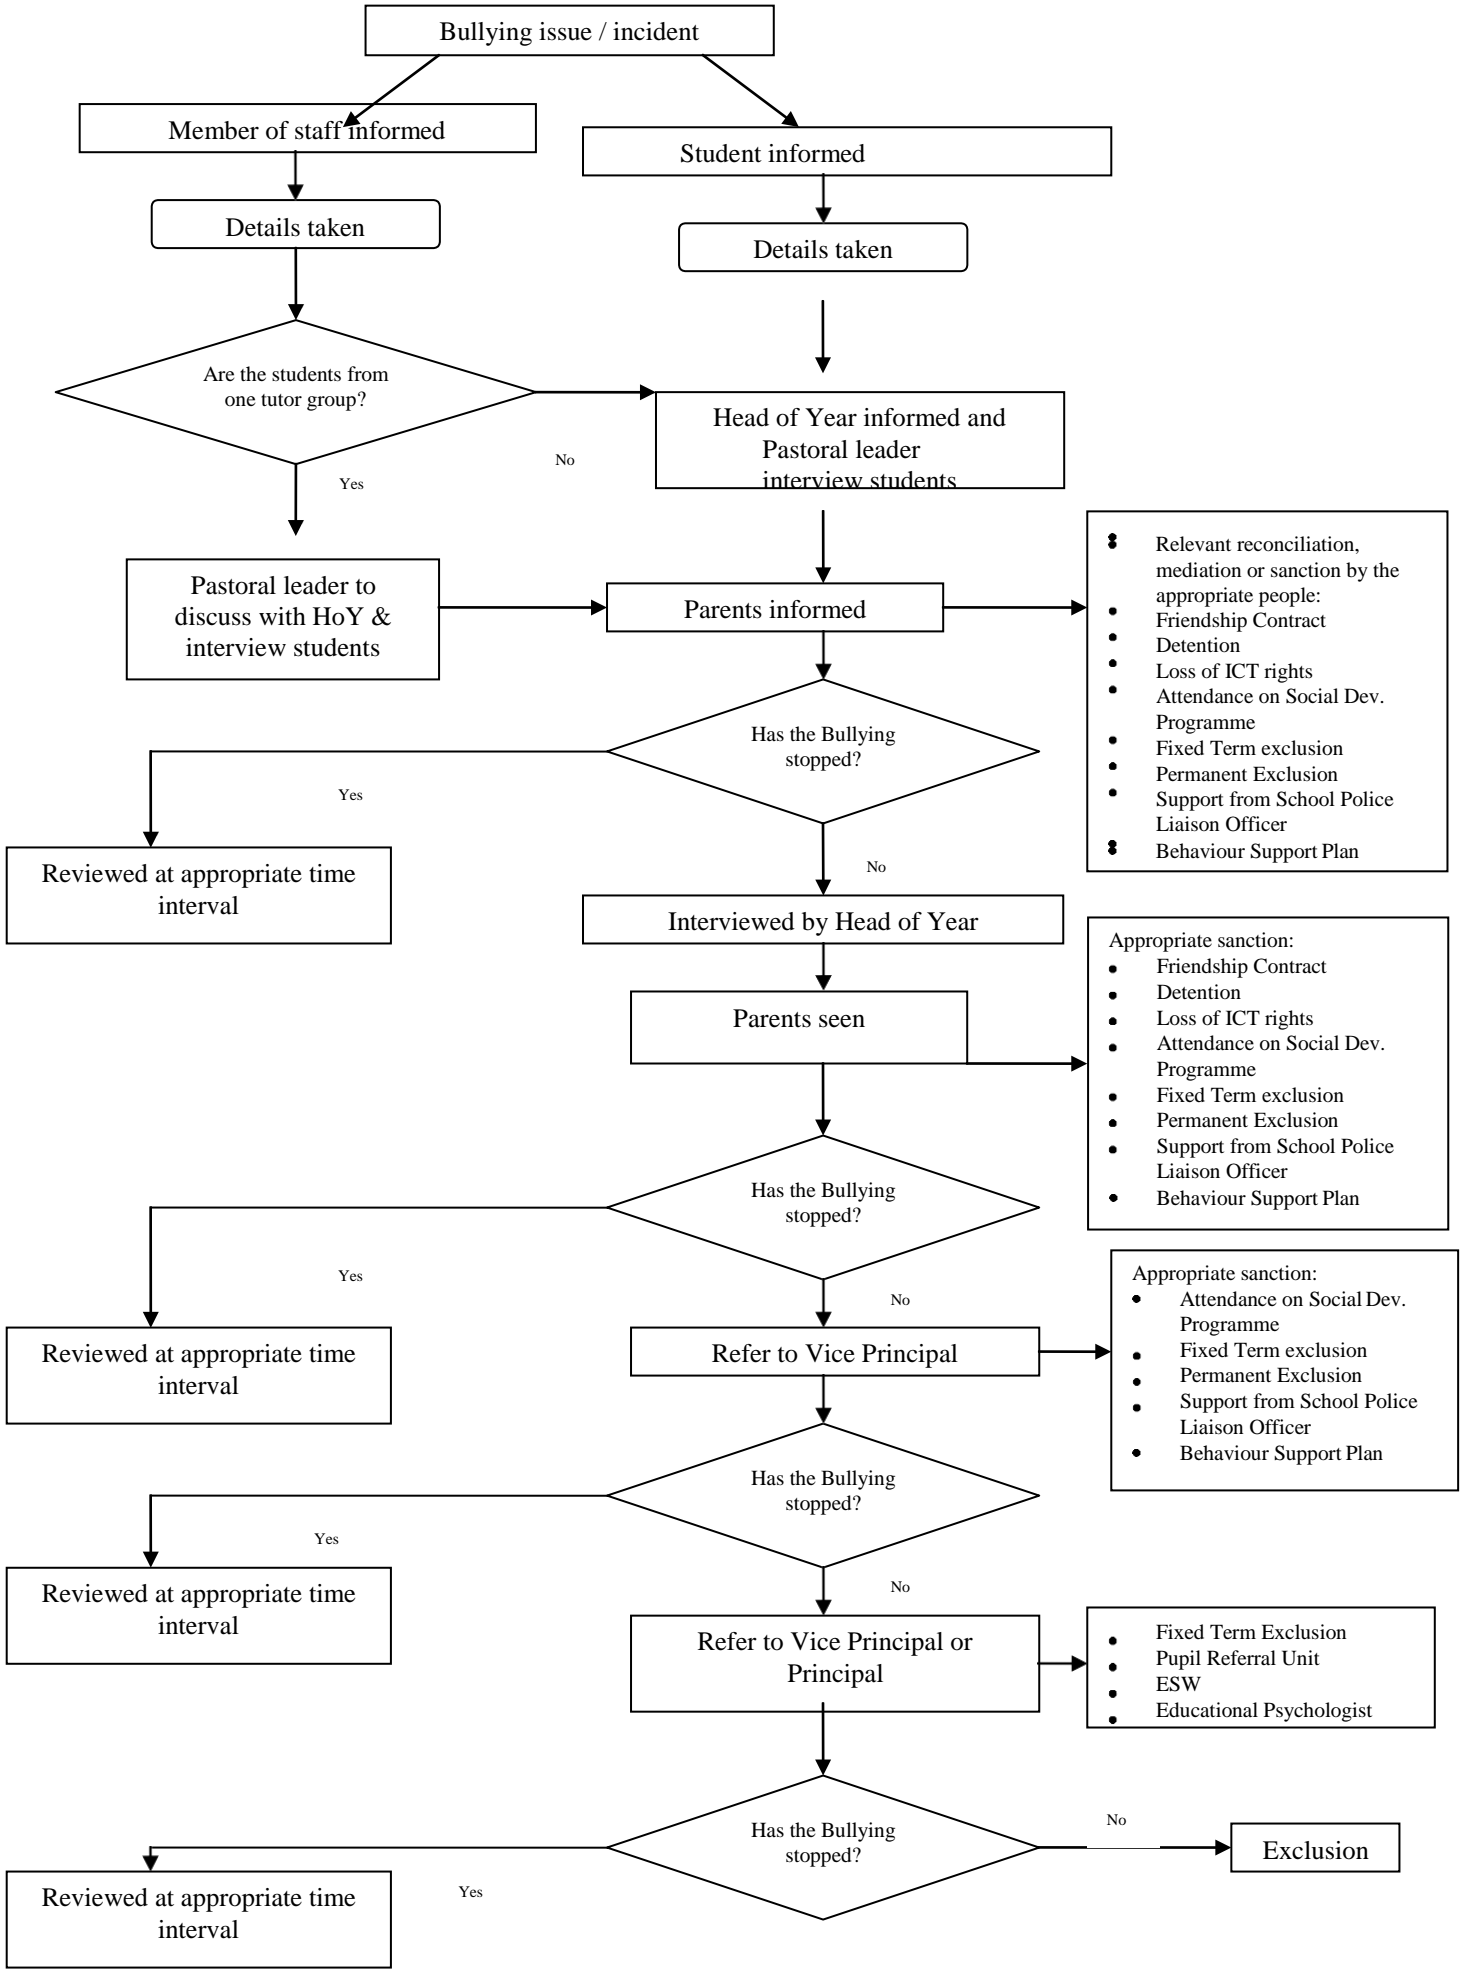 Bullying issue / incident
Member of staff informed
Student informed
Details taken
Details taken
Are the students from
one tutor group?
No
Yes
Head of Year informed and
Pastoral leader
interview students
Pastoral leader to
discuss with HoY &
interview students
Parents informed
• Relevant reconciliation,
mediation or sanction by the
appropriate people:
• Friendship Contract
• Detention
• Loss of ICT rights
• Attendance on Social Dev.
Programme
• Fixed Term exclusion
• Permanent Exclusion
• Support from School Police
Liaison Officer
• Behaviour Support Plan
Has the Bullying
stopped?
Yes
No
Reviewed at appropriate time
interval
Interviewed by Head of Year
Parents seen
Appropriate sanction:
• Friendship Contract
• Detention
• Loss of ICT rights
• Attendance on Social Dev.
Programme
• Fixed Term exclusion
• Permanent Exclusion
• Support from School Police
Liaison Officer
• Behaviour Support Plan
Has the Bullying
stopped?
Yes
No
Reviewed at appropriate time
interval
Refer to Vice Principal
Appropriate sanction:
• Attendance on Social Dev.
Programme
• Fixed Term exclusion
• Permanent Exclusion
• Support from School Police
Liaison Officer
• Behaviour Support Plan
Has the Bullying
stopped?
Yes
No
Reviewed at appropriate time
interval
Refer to Vice Principal or
Principal
• Fixed Term Exclusion
• Pupil Referral Unit
• ESW
• Educational Psychologist
Has the Bullying
stopped?
No
Exclusion
Yes
Reviewed at appropriate time
interval